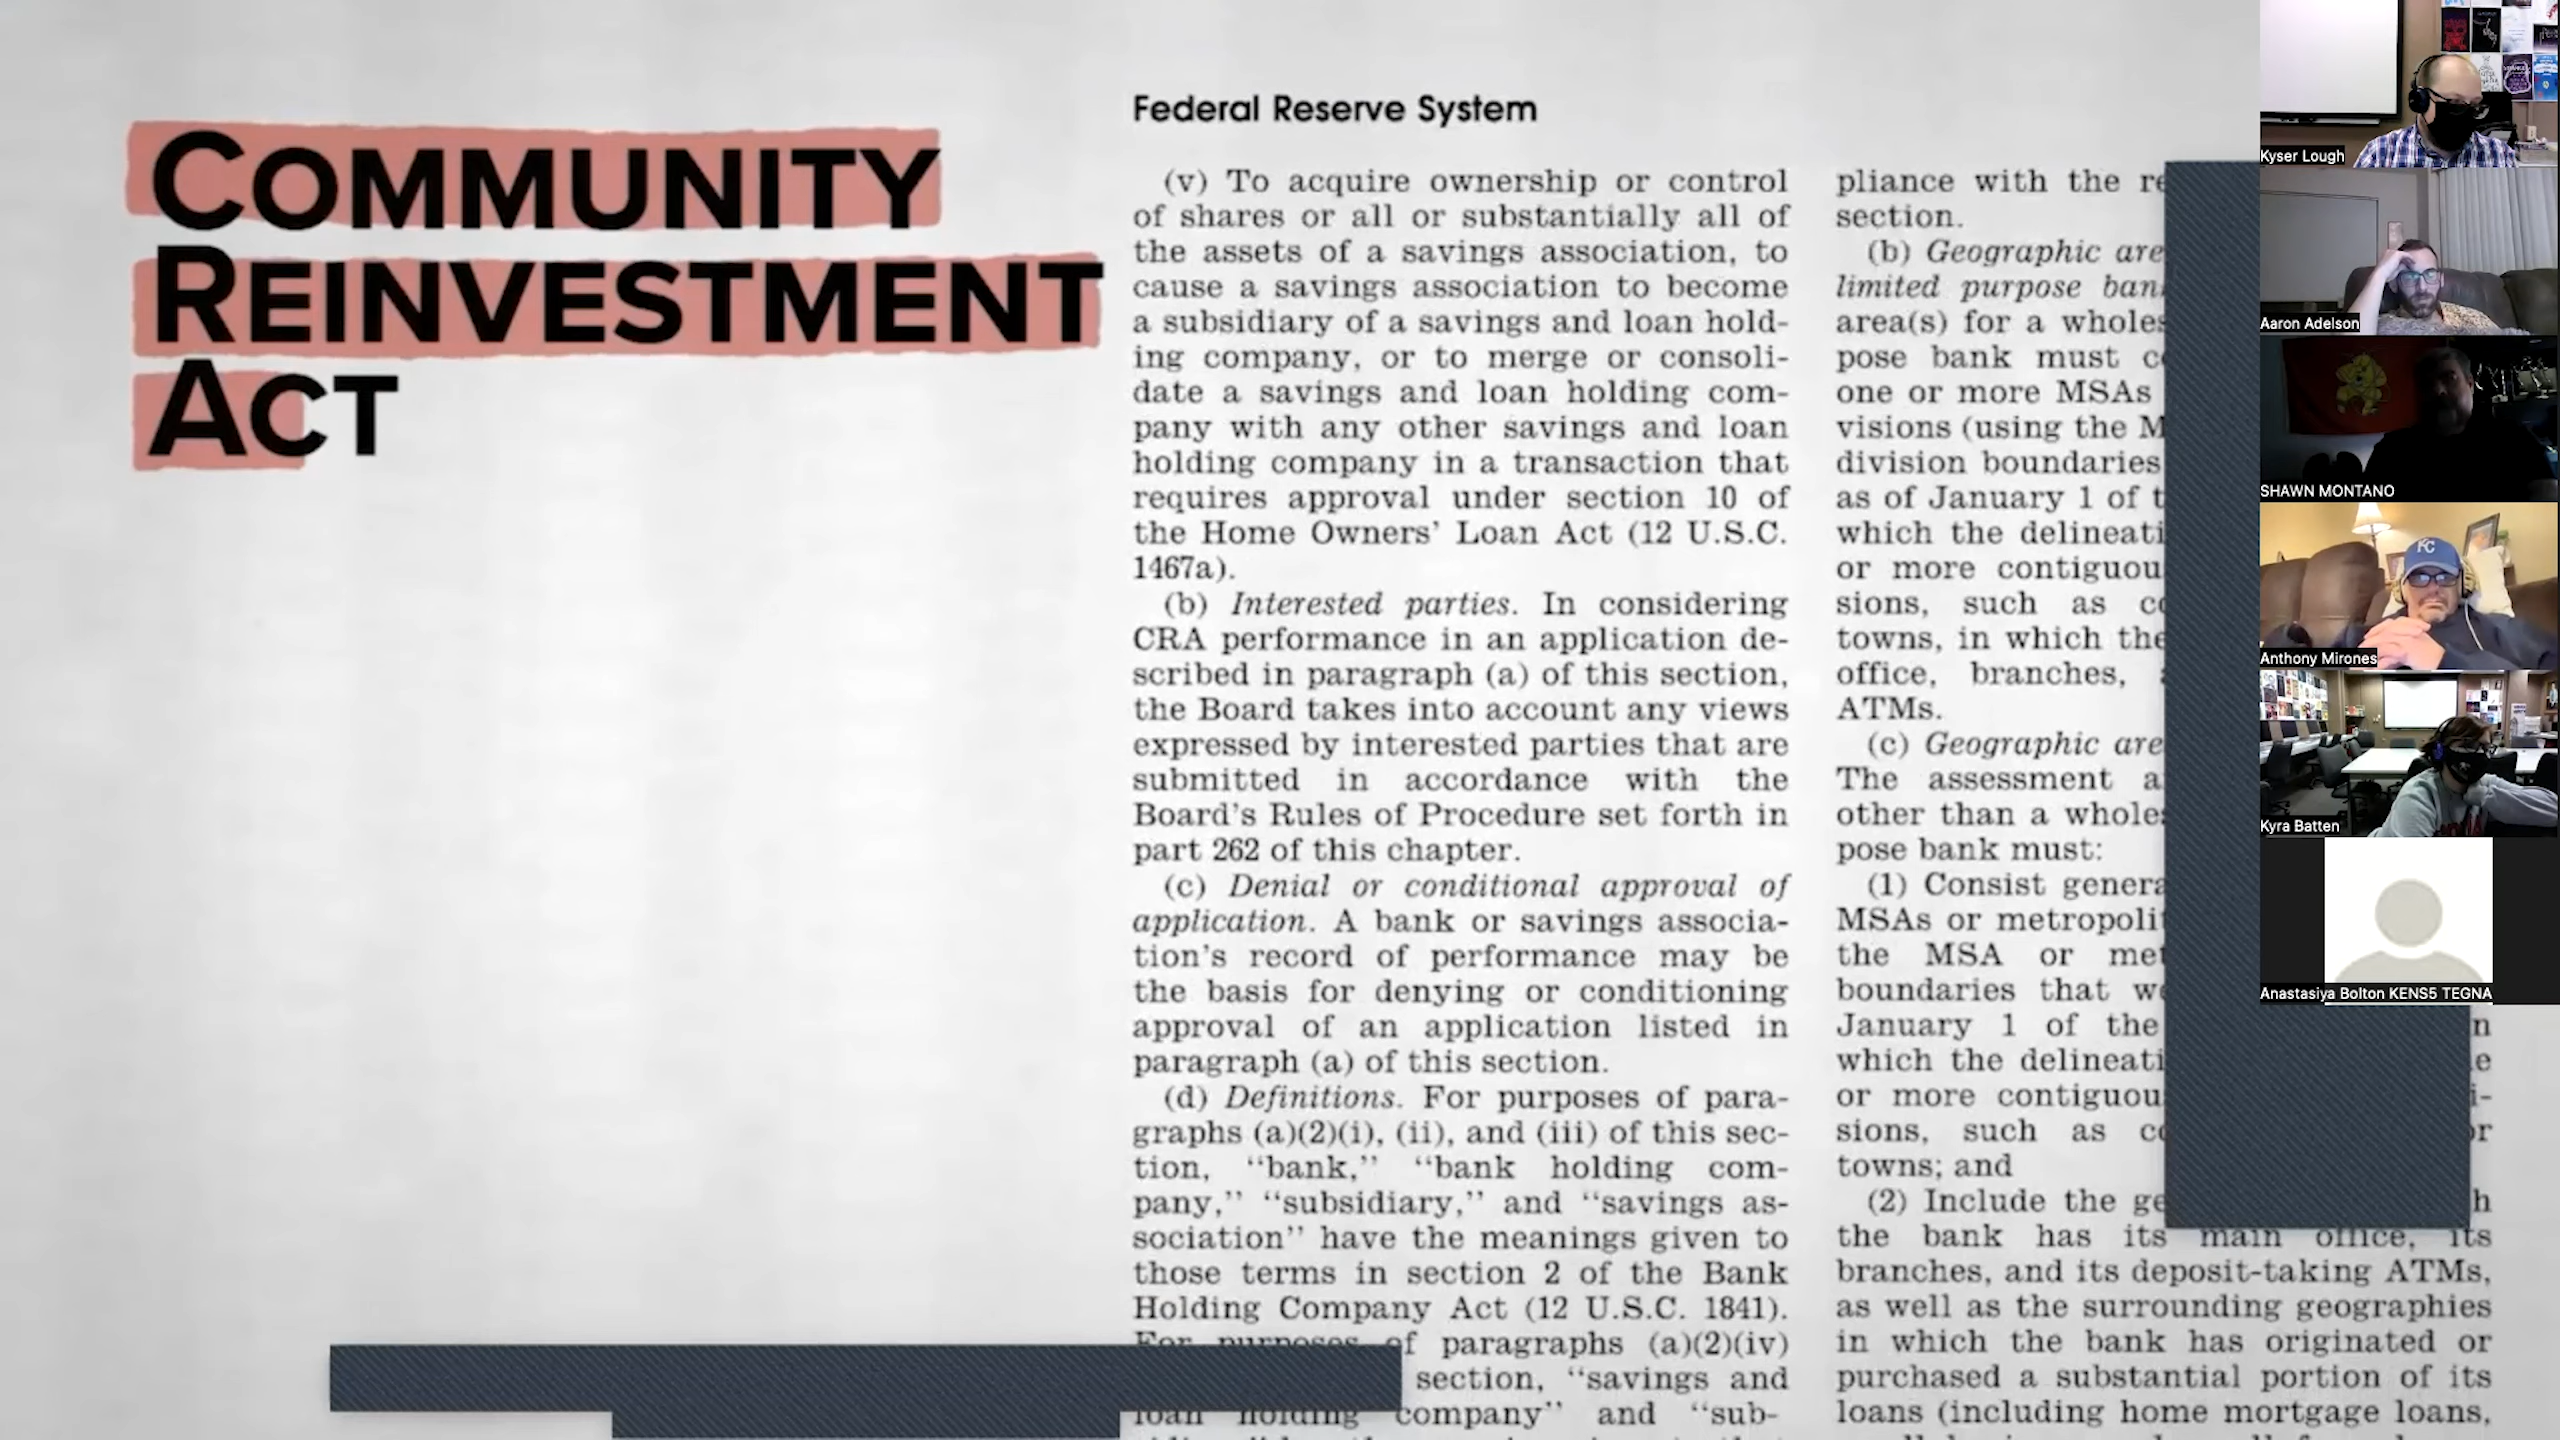 COMMUNITY
REINVESTMENT
ACT
Federal Reserve System
(v) To acquire ownership or control
of shares or all or substantially all of
the assets of a savings association, to
cause a savings association to become
a subsidiary of a savings and loan hold-
ing company, or to merge or consoli-
date a savings and loan holding com-
pany with any other savings and loan
holding company in a transaction that
requires approval under section 10 of
the Home Owners’ Loan Act (12 U.S.C.
1467a).
(b) Interested parties. In considering
CRA performance in an application de-
scribed in paragraph (a) of this section,
the Board takes into account any views
expressed by interested parties that are
submitted in accordance with the
Board’s Rules of Procedure set forth in
part 262 of this chapter.
(c) Denial or conditional approval of
application. A bank or savings associa-
tion’s record of performance may be
the basis for denying or conditioning
approval of an application listed in
paragraph (a) of this section.
(d) Definitions. For purposes of para-
graphs (a)(2)(i), (ii), and (iii) of this sec-
tion, ‘‘bank,’’ ‘‘bank holding com-
pany,’’ ‘‘subsidiary,’’ and ‘‘savings as-
sociation’’ have the meanings given to
those terms in section 2 of the Bank
Holding Company Act (12 U.S.C. 1841).
For purposes of paragraphs (a)(2)(iv)
section, ‘‘savings and
loan holding company’’ and ‘‘sub-
pliance with the
section.
(b) Geographic
limited purpose
area(s) for a
pose bank must
one or more MSAs
visions (using the
division boundaries
as of January 1 of
which the
or more
sions, such as
towns, in which the
office, branches,
ATMs.
(c) Geographic
The assessment
other than a
pose bank must:
(1) Consist
MSAs or
the MSA or
boundaries that
January 1 of the
which the
or more
sions, such as
towns; and
(2) Include the
the bank has its main office, its
branches, and its deposit-taking ATMs,
as well as the surrounding geographies
in which the bank has originated or
purchased a substantial portion of its
loans (including home mortgage loans,
Kyser Lough
Aaron Adelson
SHAWN MONTANO
KC
Anthony Mirones
Kyra Batten
Anastasiya Bolton KENS5 TEGNA